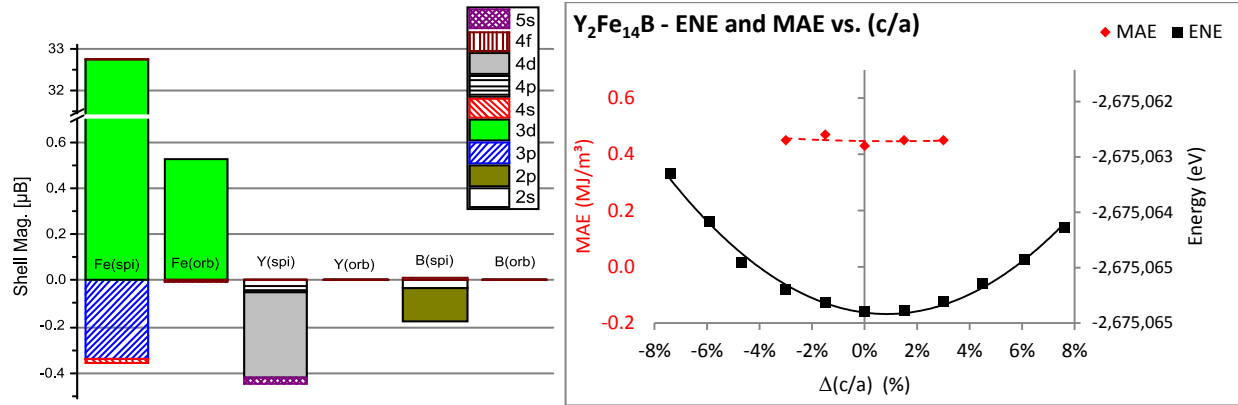 Shell Mag. [µB]
33
32
0.6
0.4
0.2
0.0
-0.2
-0.4
Fe(spi) Fe(orb) Y(spi) Y(orb) B(spi) B(orb)
5s
4f
4d
4p
4s
3d
3p
2p
2s
Y₂Fe₁₄B - ENE and MAE vs. (c/a)
MAE ENE
MAE (MJ/m³)
0.6
0.4
0.2
0.0
-0.2
-2,675,062
-2,675,063
-2,675,064
-2,675,065
-2,675,065
Energy (eV)
-8% -6% -4% -2% 0% 2% 4% 6% 8%
Δ(c/a) (%)